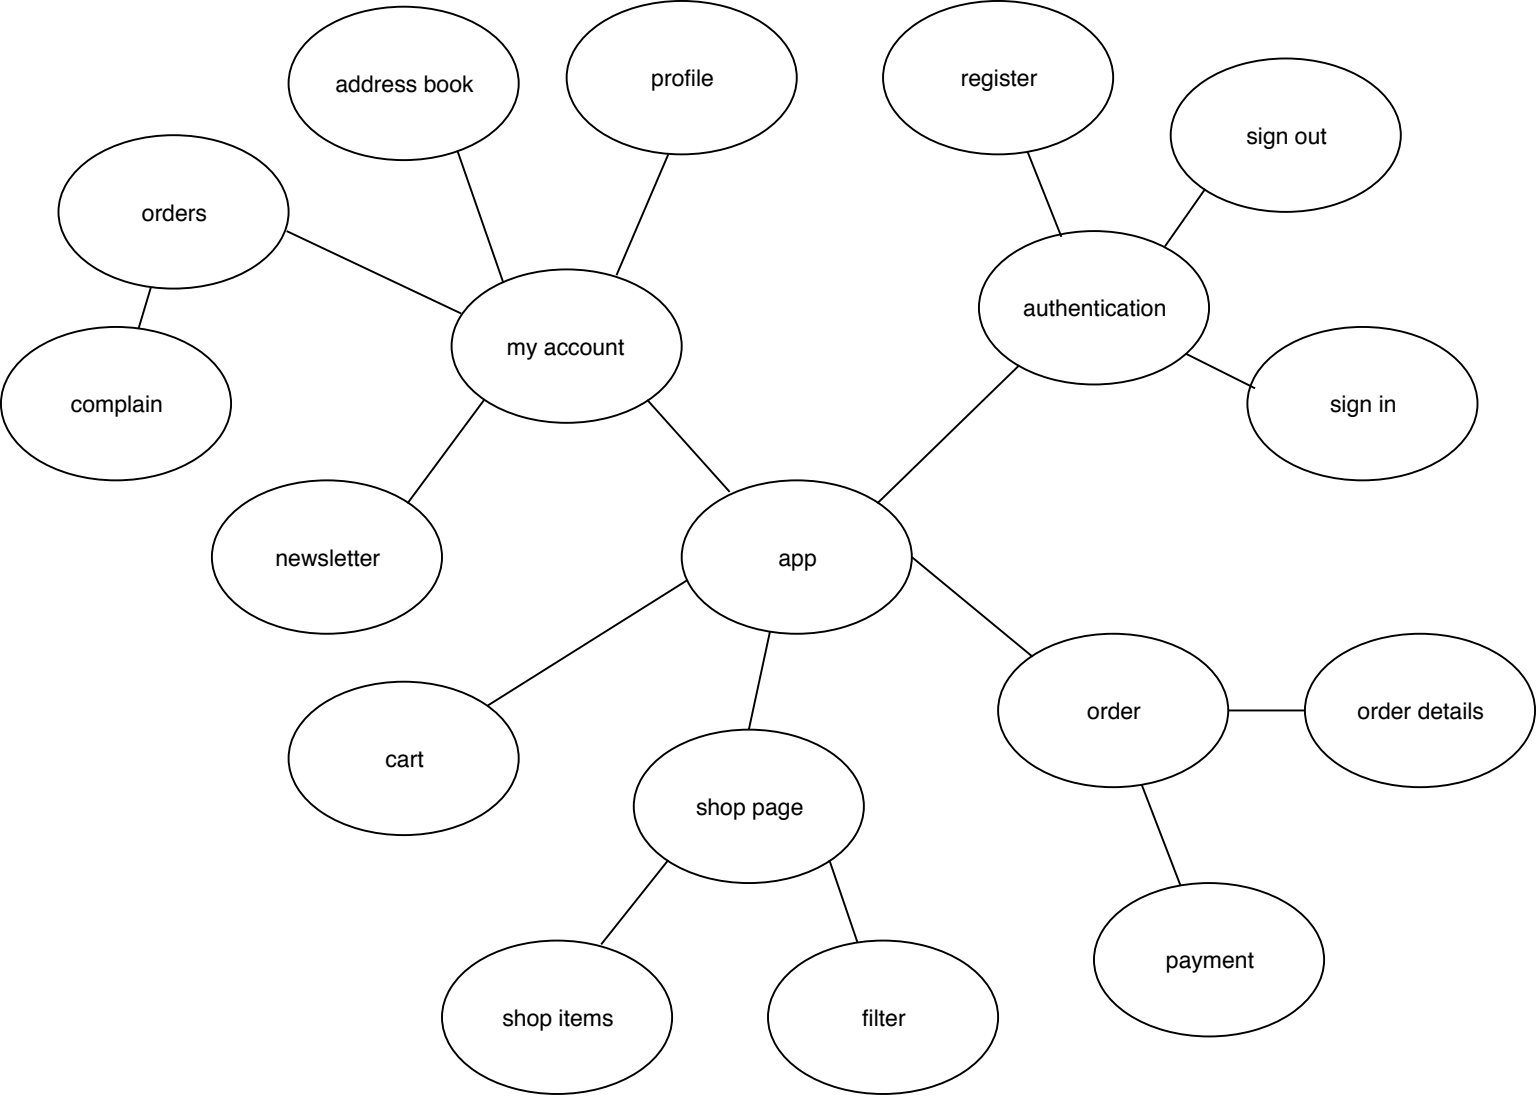 address book
profile
register
sign out
orders
authentication
my account
complain
sign in
newsletter
app
order
order details
cart
shop page
payment
shop items
filter